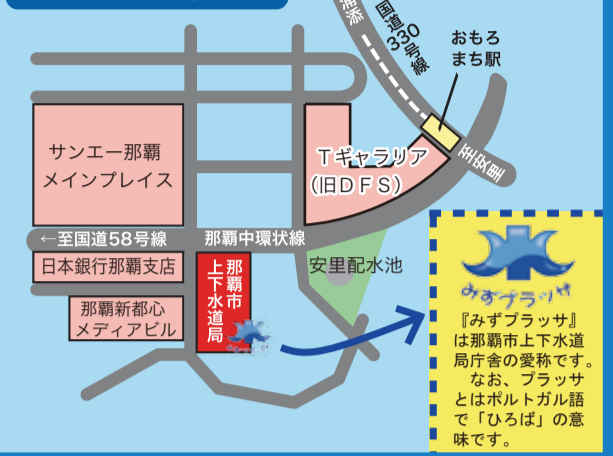 浦添
国道330号線
おもろ
まち駅
至安里
サンエー那覇
メインプレイス
Tギャラリア
(旧DFS)
←至国道58号線
那覇中環状線
日本銀行那覇支店
那覇市
上下水道局
安里配水池
那覇新都心
メディアビル
みずプラッサ
『みずプラッサ』
は那覇市上下水道
局庁舎の愛称です。
なお、プラッサ
とはポルトガル語
で「ひろば」の意
味です。